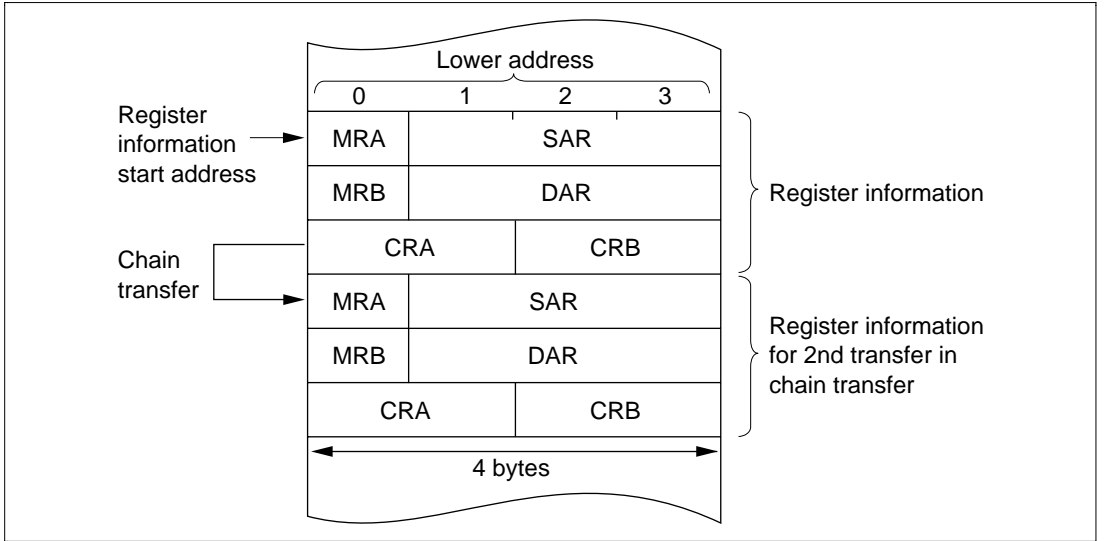 Lower address
0 1 2 3
Register
information
start address
MRA SAR
MRB DAR
Register information
CRA CRB
Chain
transfer
MRA SAR
MRB DAR
Register information
for 2nd transfer in
chain transfer
CRA CRB
4 bytes